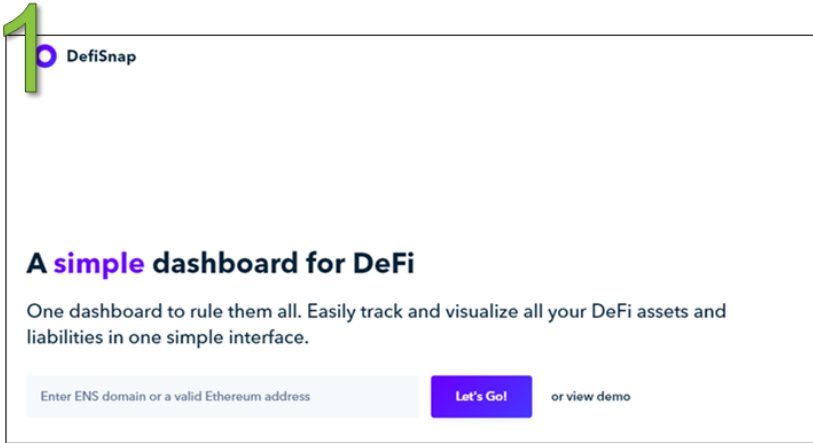 1
DefiSnap
A simple dashboard for DeFi
One dashboard to rule them all. Easily track and visualize all your DeFi assets and
liabilities in one simple interface.
Enter ENS domain or a valid Ethereum address
Let's Go!
or view demo